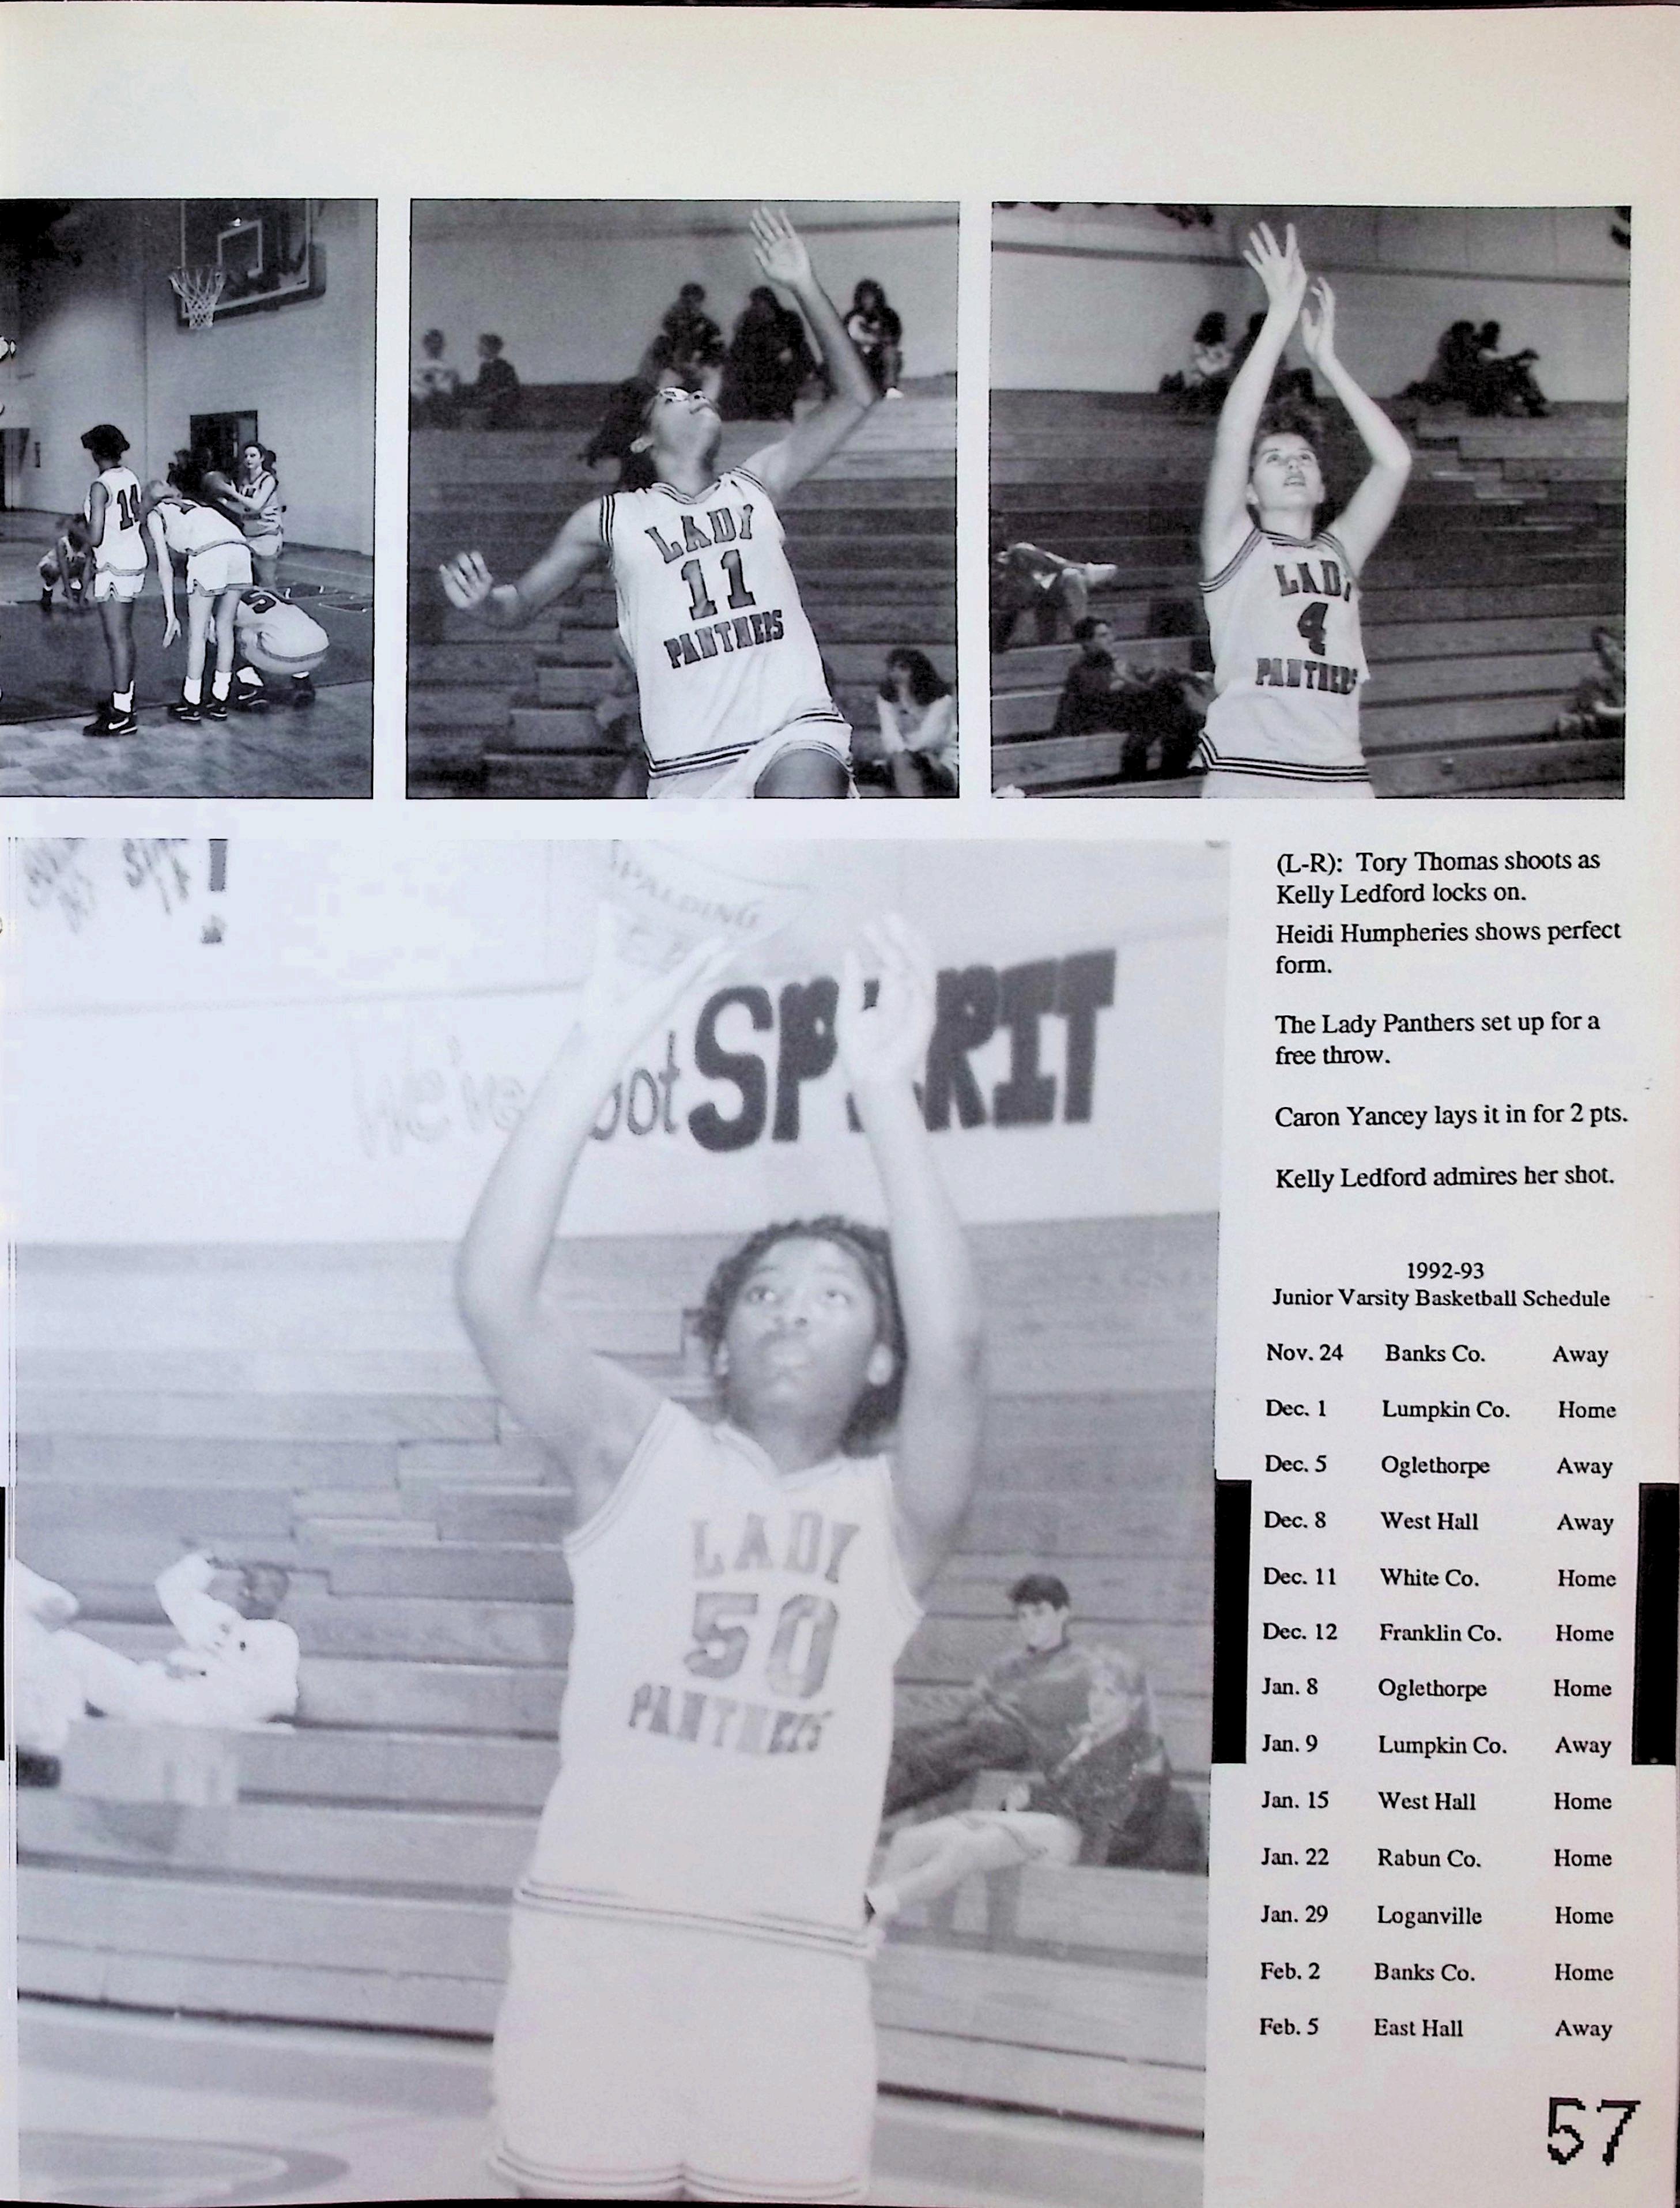 14
5
LADY
11
PANTHERS
LADY
4
PANTHERS
SPALDING
SPIRIT
LADY
50
PANTHERS
(L-R): Tory Thomas shoots as
Kelly Ledford locks on.
Heidi Humpheries shows perfect
form.
The Lady Panthers set up for a
free throw.
Caron Yancey lays it in for 2 pts.
Kelly Ledford admires her shot.
1992-93
Junior Varsity Basketball Schedule
Nov. 24 Banks Co. Away
Dec. 1 Lumpkin Co. Home
Dec. 5 Oglethorpe Away
Dec. 8 West Hall Away
Dec. 11 White Co. Home
Dec. 12 Franklin Co. Home
Jan. 8 Oglethorpe Home
Jan. 9 Lumpkin Co. Away
Jan. 15 West Hall Home
Jan. 22 Rabun Co. Home
Jan. 29 Loganville Home
Feb. 2 Banks Co. Home
Feb. 5 East Hall Away
57